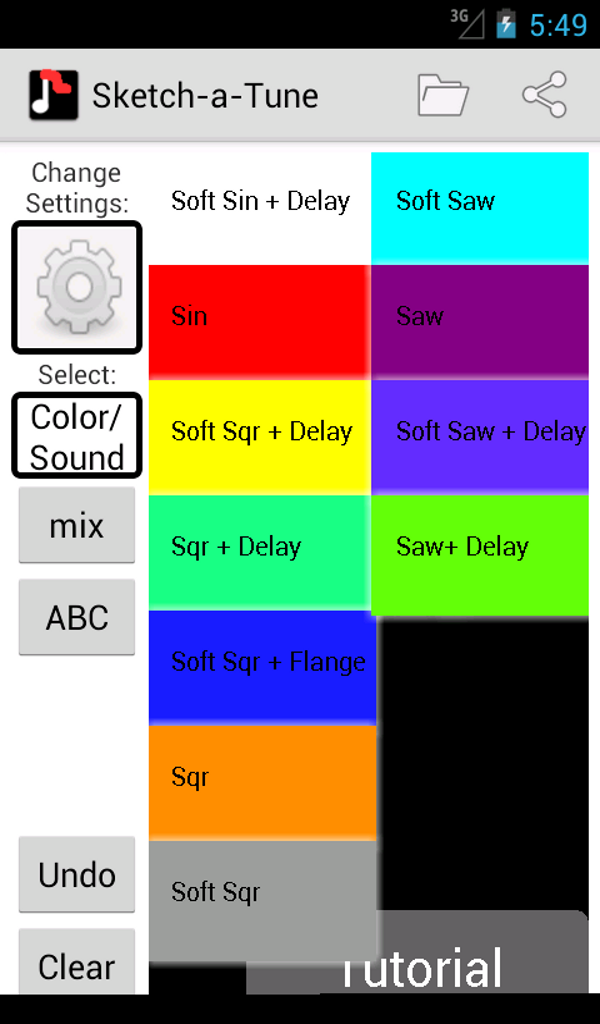 3G 5:49
Sketch-a-Tune
Change
Settings:
Select:
Color/
Sound
mix
ABC
Undo
Clear
Soft Sin + Delay
Soft Saw
Sin
Saw
Soft Sqr + Delay
Soft Saw + Delay
Sqr + Delay
Saw+ Delay
Soft Sqr + Flange
Sqr
Soft Sqr
Tutorial